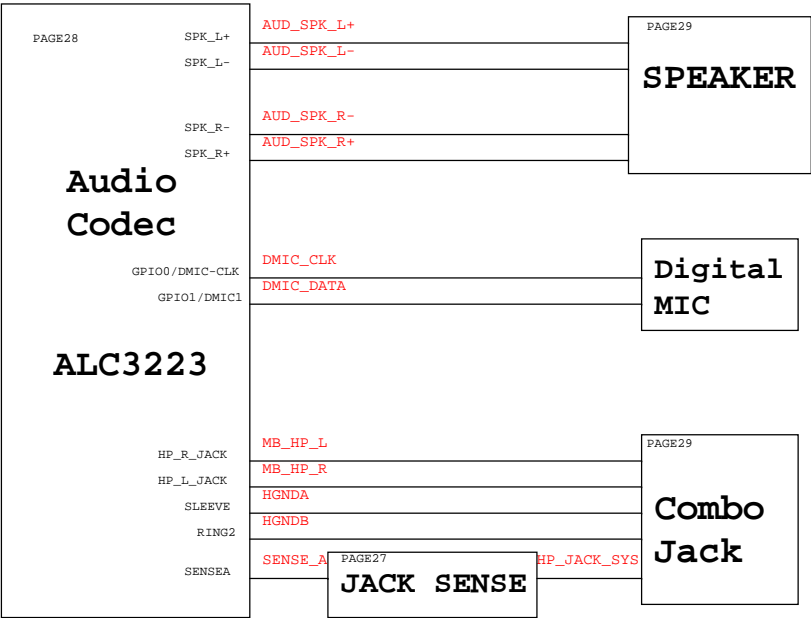 PAGE28
SPK_L+
AUD_SPK_L+
PAGE29
SPK_L-
AUD_SPK_L-
SPEAKER
SPK_R-
AUD_SPK_R-
SPK_R+
AUD_SPK_R+
Audio
Codec
GPIO0/DMIC-CLK
DMIC_CLK
GPIO1/DMIC1
DMIC_DATA
Digital
MIC
ALC3223
HP_R_JACK
MB_HP_L
PAGE29
HP_L_JACK
MB_HP_R
SLEEVE
HGNDA
RING2
HGNDB
Combo
Jack
SENSEA
SENSE_A
PAGE27
JACK SENSE
HP_JACK_SYS